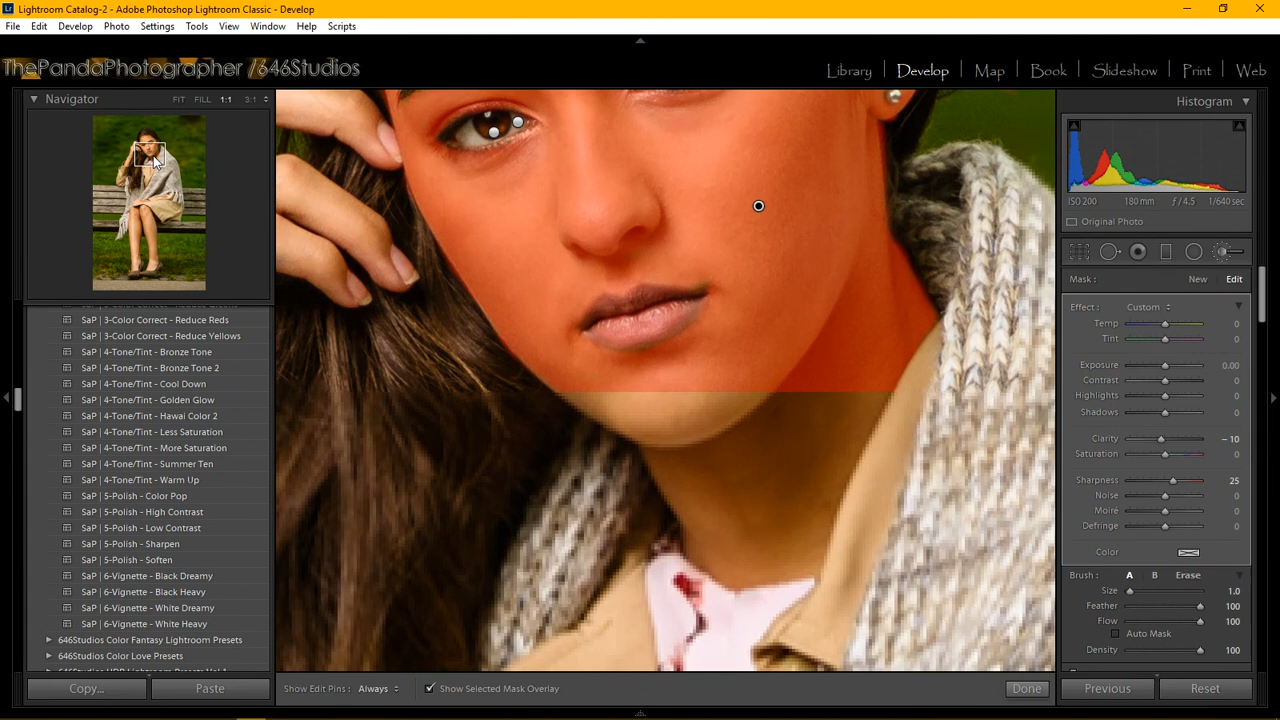 Lightroom Catalog-2 - Adobe Photoshop Lightroom Classic - Develop
File Edit Develop Photo Settings Tools View Window Help Scripts
ThePandaPhotographer /646Studios
Library Develop Map Book Slideshow Print Web
Navigator FIT FILL 1:1 3:1
SaP | 3-Color Correct - Reduce Reds
SaP | 3-Color Correct - Reduce Yellows
SaP | 4-Tone/Tint - Bronze Tone
SaP | 4-Tone/Tint - Bronze Tone 2
SaP | 4-Tone/Tint - Cool Down
SaP | 4-Tone/Tint - Golden Glow
SaP | 4-Tone/Tint - Hawai Color 2
SaP | 4-Tone/Tint - Less Saturation
SaP | 4-Tone/Tint - More Saturation
SaP | 4-Tone/Tint - Summer Ten
SaP | 4-Tone/Tint - Warm Up
SaP | 5-Polish - Color Pop
SaP | 5-Polish - High Contrast
SaP | 5-Polish - Low Contrast
SaP | 5-Polish - Sharpen
SaP | 5-Polish - Soften
SaP | 6-Vignette - Black Dreamy
SaP | 6-Vignette - Black Heavy
SaP | 6-Vignette - White Dreamy
SaP | 6-Vignette - White Heavy
646Studios Color Fantasy Lightroom Presets
646Studios Color Love Presets
Copy... Paste
Show Edit Pins : Always Show Selected Mask Overlay Done
Histogram
ISO 200 180 mm f / 4.5 1/640 sec
Original Photo
Mask : New Edit
Effect : Custom
Temp 0
Tint 0
Exposure 0.00
Contrast 0
Highlights 0
Shadows 0
Clarity – 10
Saturation 0
Sharpness 25
Noise 0
Moiré 0
Defringe 0
Color
Brush : A B Erase
Size 1.0
Feather 100
Flow 100
Auto Mask
Density 100
Previous Reset